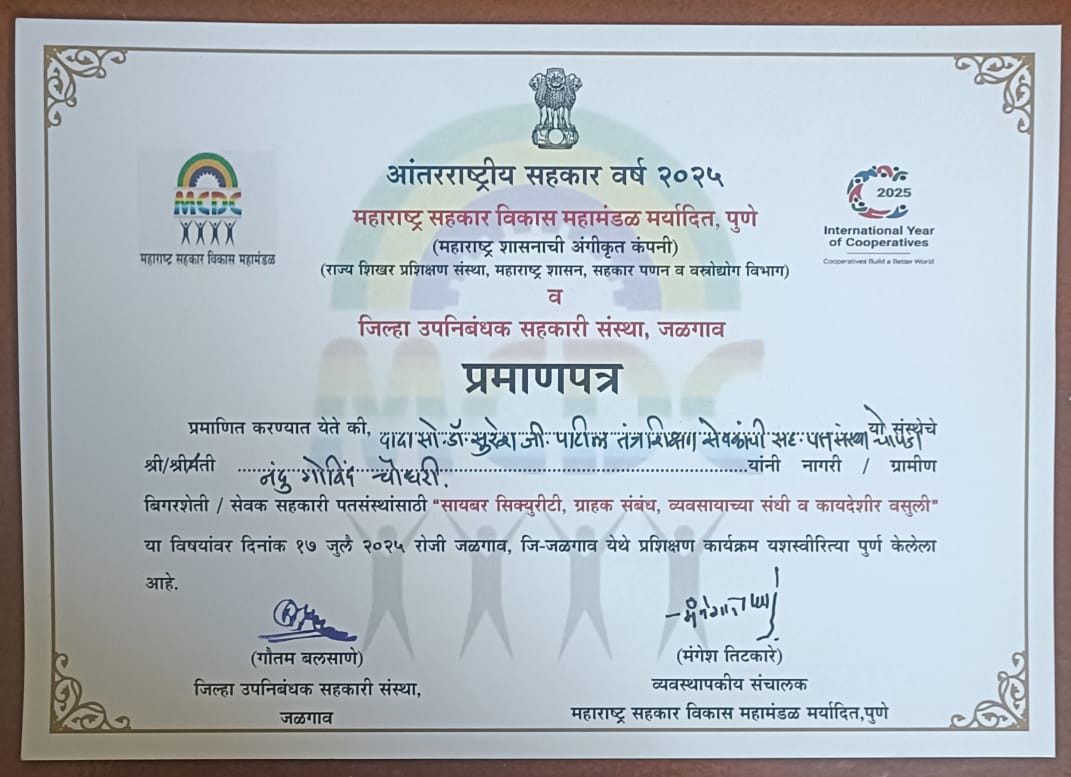 आंतरराष्ट्रीय सहकार वर्ष २०२५
MCDC
महाराष्ट्र सहकार विकास महामंडळ
2025
International Year
of Cooperatives
Cooperatives Build a Better World
महाराष्ट्र सहकार विकास महामंडळ मर्यादित, पुणे
(महाराष्ट्र शासनाची अंगीकृत कंपनी)
(राज्य शिखर प्रशिक्षण संस्था, महाराष्ट्र शासन, सहकार पणन व वस्त्रोद्योग विभाग)
व
जिल्हा उपनिबंधक सहकारी संस्था, जळगाव
प्रमाणपत्र
प्रमाणित करण्यात येते की, दादासो. डॉ. सुरेश जी. पाटील तंत्रशिक्षण सेवकांची सह. पतसंस्था चोपडा या संस्थेचे
श्री/श्रीमती नंदु गोविंद चौधरी. यांनी नागरी / ग्रामीण
बिगरशेती / सेवक सहकारी पतसंस्थांसाठी "सायबर सिक्युरीटी, ग्राहक संबंध, व्यवसायाच्या संधी व कायदेशीर वसुली"
या विषयांवर दिनांक १७ जुलै २०२५ रोजी जळगाव, जि-जळगाव येथे प्रशिक्षण कार्यक्रम यशस्वीरित्या पुर्ण केलेला
आहे.
(गौतम बलसाणे)
जिल्हा उपनिबंधक सहकारी संस्था,
जळगाव
(मंगेश तिटकारे)
व्यवस्थापकीय संचालक
महाराष्ट्र सहकार विकास महामंडळ मर्यादित,पुणे